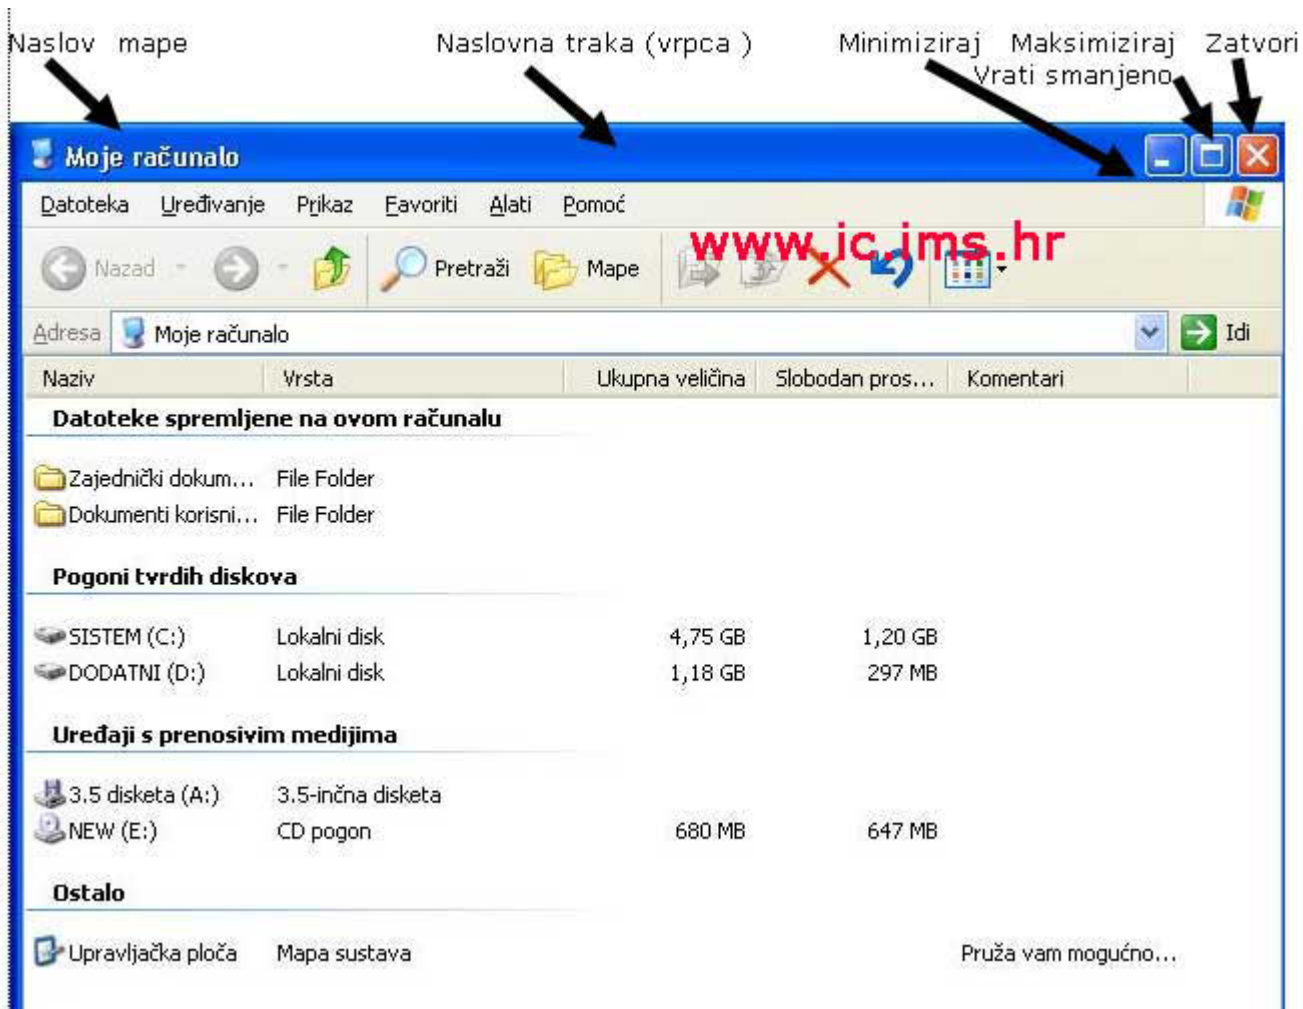 Naslov mape Naslovna traka (vrpca ) Minimiziraj Maksimiziraj Zatvori
Vrati smanjeno
Moje računalo
Datoteka Uređivanje Prikaz Favoriti Alati Pomoć
www.ic.ims.hr
Nazad Pretraži Mape
Adresa Moje računalo Idi
Naziv Vrsta Ukupna veličina Slobodan pros... Komentari
Datoteke spremljene na ovom računalu
Zajednički dokum... File Folder
Dokumenti korisni... File Folder
Pogoni tvrdih diskova
SISTEM (C:) Lokalni disk 4,75 GB 1,20 GB
DODATNI (D:) Lokalni disk 1,18 GB 297 MB
Uređaji s prenosivim medijima
3.5 disketa (A:) 3.5-inčna disketa
NEW (E:) CD pogon 680 MB 647 MB
Ostalo
Upravljačka ploča Mapa sustava Pruža vam mogućno...